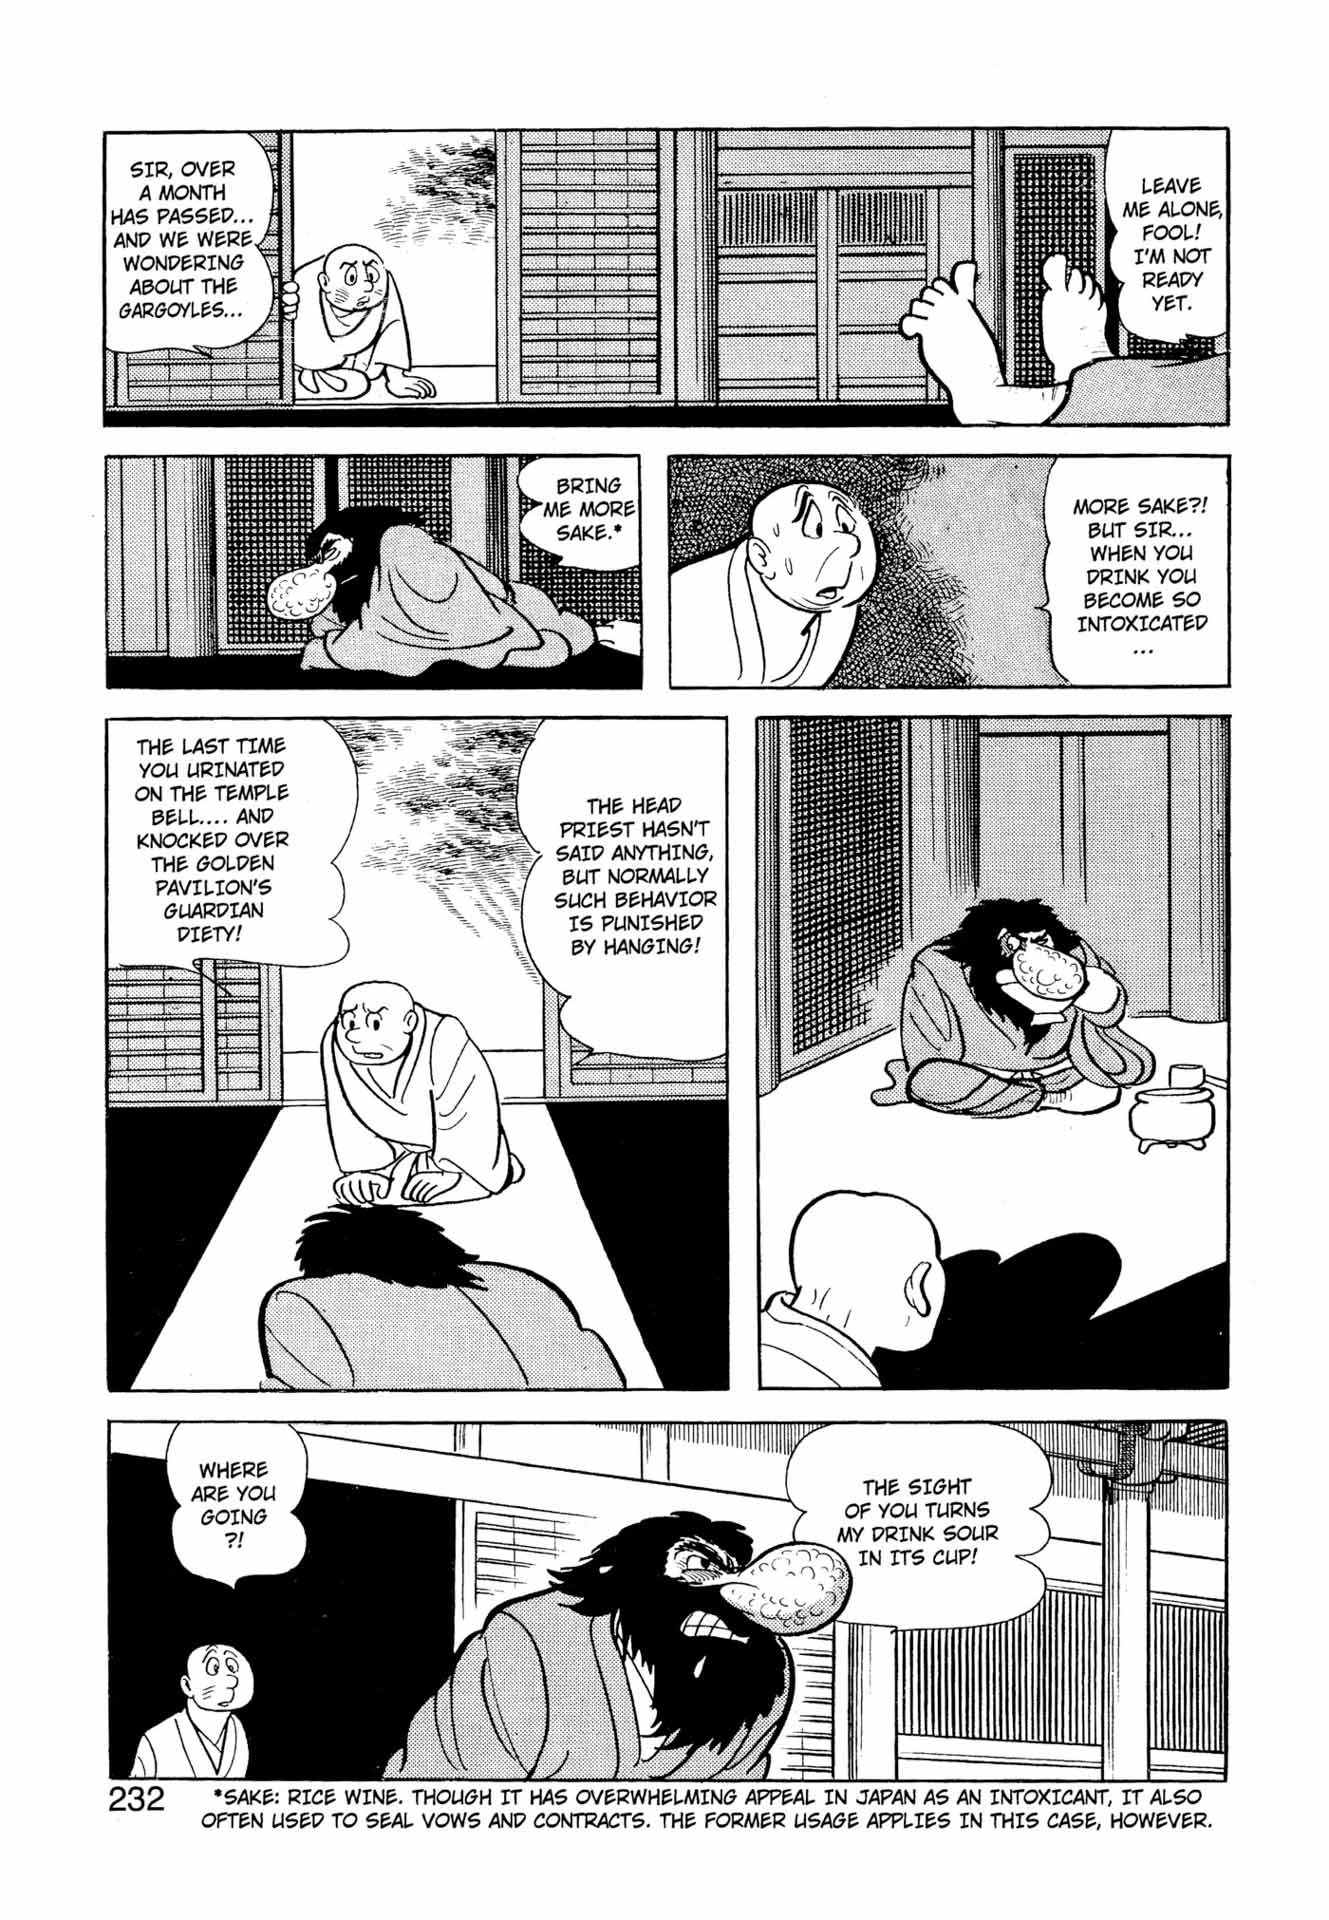 SIR, OVER
A MONTH
HAS PASSED...
AND WE WERE
WONDERING
ABOUT THE
GARGOYLES...
LEAVE
ME ALONE,
FOOL!
I'M NOT
READY
YET.
BRING
ME MORE
SAKE.*
MORE SAKE?!
BUT SIR...
WHEN YOU
DRINK YOU
BECOME SO
INTOXICATED
...
THE LAST TIME
YOU URINATED
ON THE TEMPLE
BELL.... AND
KNOCKED OVER
THE GOLDEN
PAVILION'S
GUARDIAN
DIETY!
THE HEAD
PRIEST HASN'T
SAID ANYTHING,
BUT NORMALLY
SUCH BEHAVIOR
IS PUNISHED
BY HANGING!
WHERE
ARE YOU
GOING
?!
THE SIGHT
OF YOU TURNS
MY DRINK SOUR
IN ITS CUP!
232
*SAKE: RICE WINE. THOUGH IT HAS OVERWHELMING APPEAL IN JAPAN AS AN INTOXICANT, IT ALSO
OFTEN USED TO SEAL VOWS AND CONTRACTS. THE FORMER USAGE APPLIES IN THIS CASE, HOWEVER.